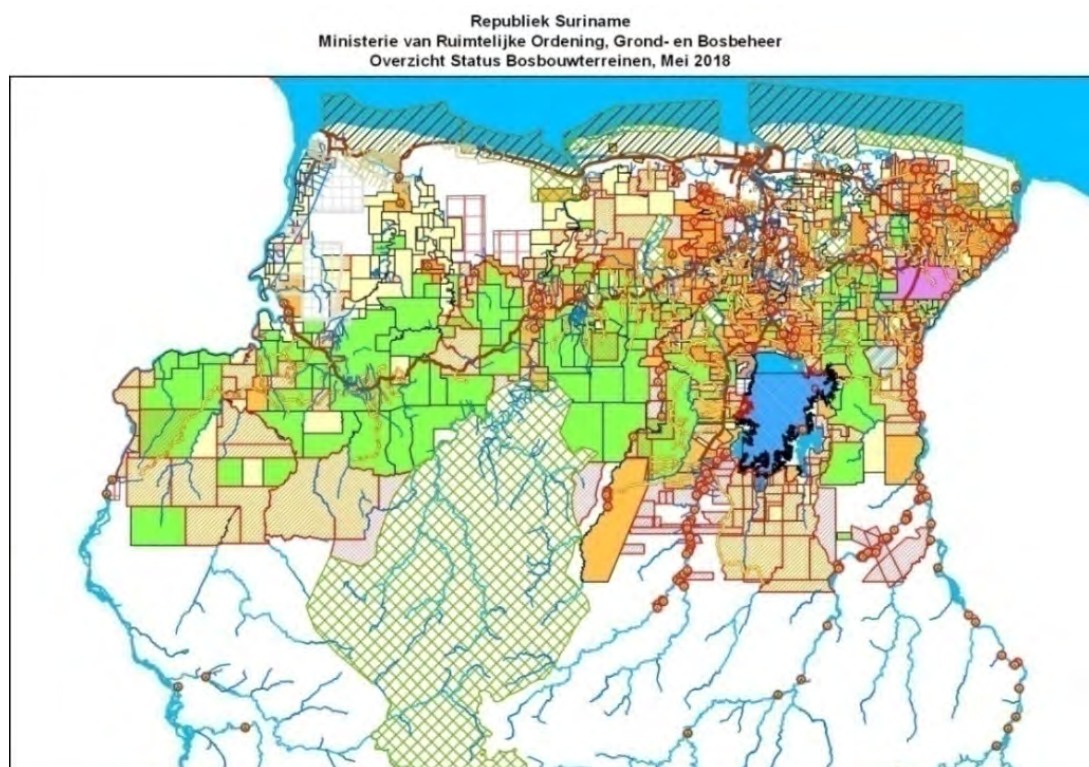 Republiek Suriname
Ministerie van Ruimtelijke Ordening, Grond- en Bosbeheer
Overzicht Status Bosbouwterreinen, Mei 2018